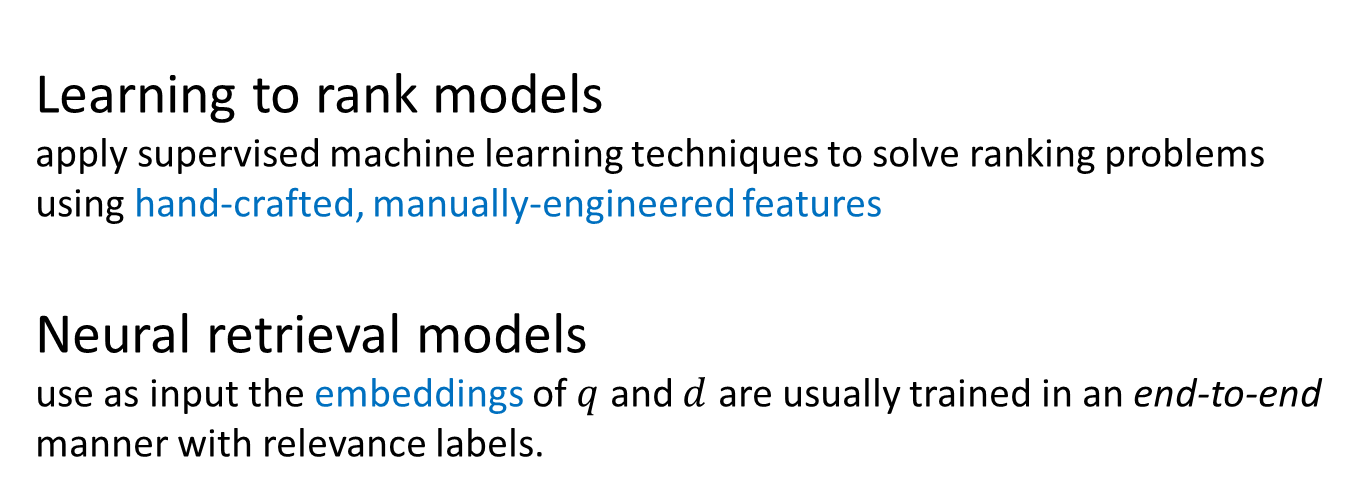 Learning to rank models
apply supervised machine learning techniques to solve ranking problems
using hand-crafted, manually-engineered features
Neural retrieval models
use as input the embeddings of q and d are usually trained in an end-to-end
manner with relevance labels.